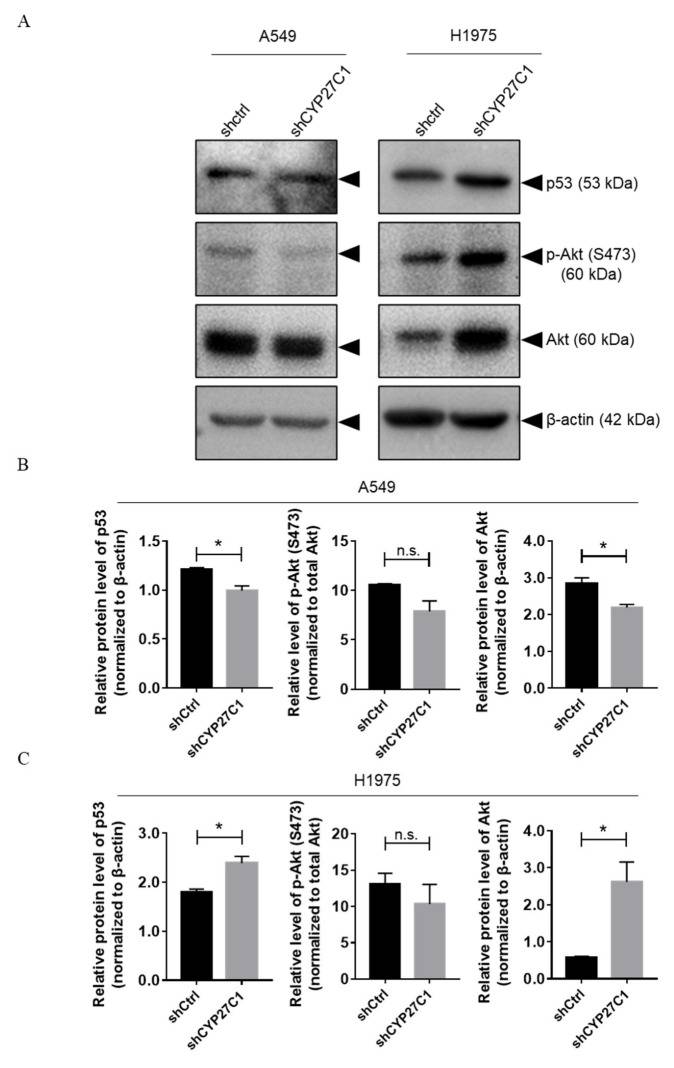 A
A549
H1975
shctrl
shCYP27C1
shctrl
shCYP27C1
p53 (53 kDa)
p-Akt (S473)
(60 kDa)
Akt (60 kDa)
β-actin (42 kDa)
B
A549
Relative protein level of p53
(normalized to β-actin)
1.5
1.0
0.5
0.0
*
shCtrl
shCYP27C1
Relative level of p-Akt (S473)
(normalized to total Akt)
15
10
5
0
n.s.
shCtrl
shCYP27C1
Relative protein level of Akt
(normalized to β-actin)
4.0
3.0
2.0
1.0
0.0
*
shCtrl
shCYP27C1
C
H1975
Relative protein level of p53
(normalized to β-actin)
3.0
2.0
1.0
0.0
*
shCtrl
shCYP27C1
Relative level of p-Akt (S473)
(normalized to total Akt)
20
15
10
5
0
n.s.
shCtrl
shCYP27C1
Relative protein level of Akt
(normalized to β-actin)
4.0
3.0
2.0
1.0
0.0
*
shCtrl
shCYP27C1